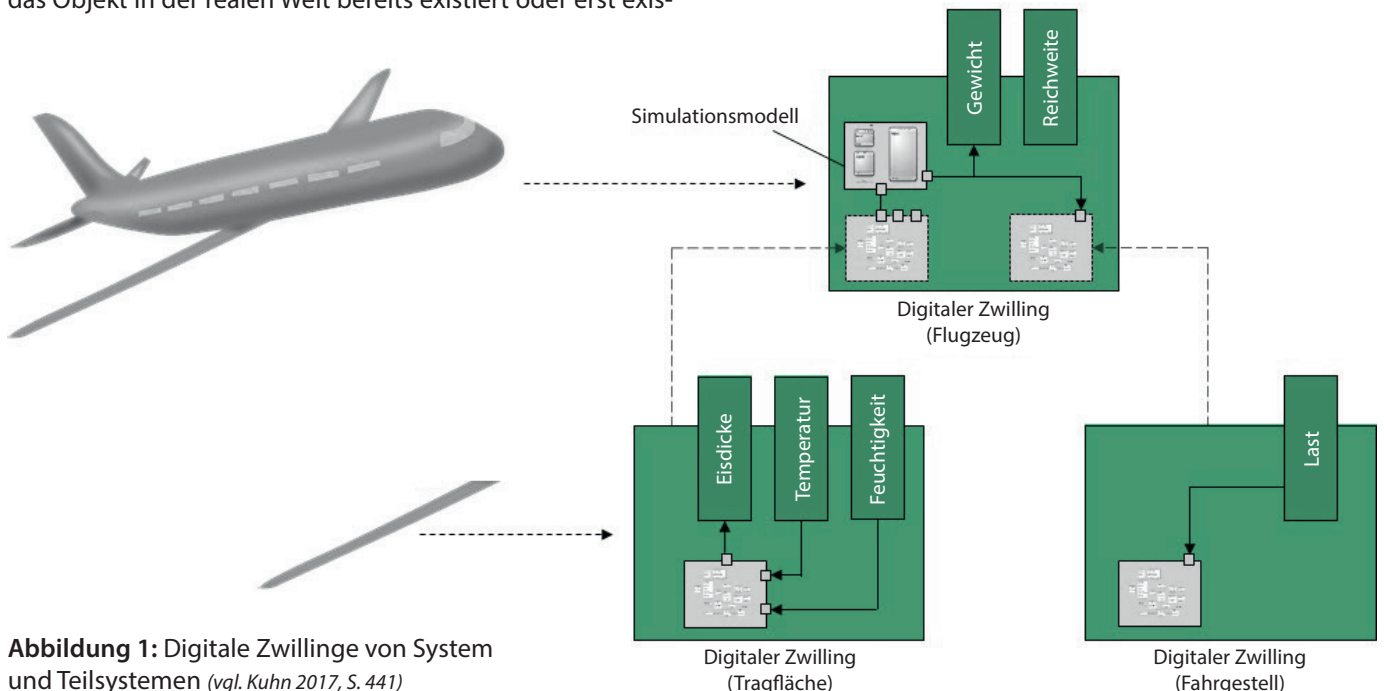 das Objekt in der realen Welt bereits existiert oder erst exis-
Gewicht
Reichweite
Simulationsmodell
Digitaler Zwilling
(Flugzeug)
Eisdicke
Temperatur
Feuchtigkeit
Last
Abbildung 1: Digitale Zwillinge von System
und Teilsystemen (vgl. Kuhn 2017, S. 441)
Digitaler Zwilling
(Tragfläche)
Digitaler Zwilling
(Fahrgestell)